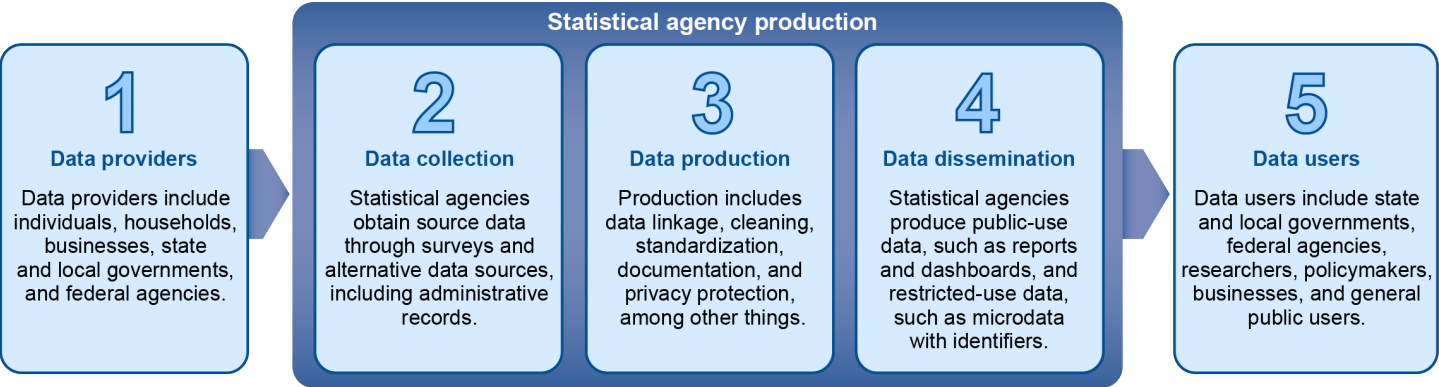 Statistical agency production
1
Data providers
Data providers include
individuals, households,
businesses, state
and local governments,
and federal agencies.
2
Data collection
Statistical agencies
obtain source data
through surveys and
alternative data sources,
including administrative
records.
3
Data production
Production includes
data linkage, cleaning,
standardization,
documentation, and
privacy protection,
among other things.
4
Data dissemination
Statistical agencies
produce public-use
data, such as reports
and dashboards, and
restricted-use data,
such as microdata
with identifiers.
5
Data users
Data users include state
and local governments,
federal agencies,
researchers, policymakers,
businesses, and general
public users.